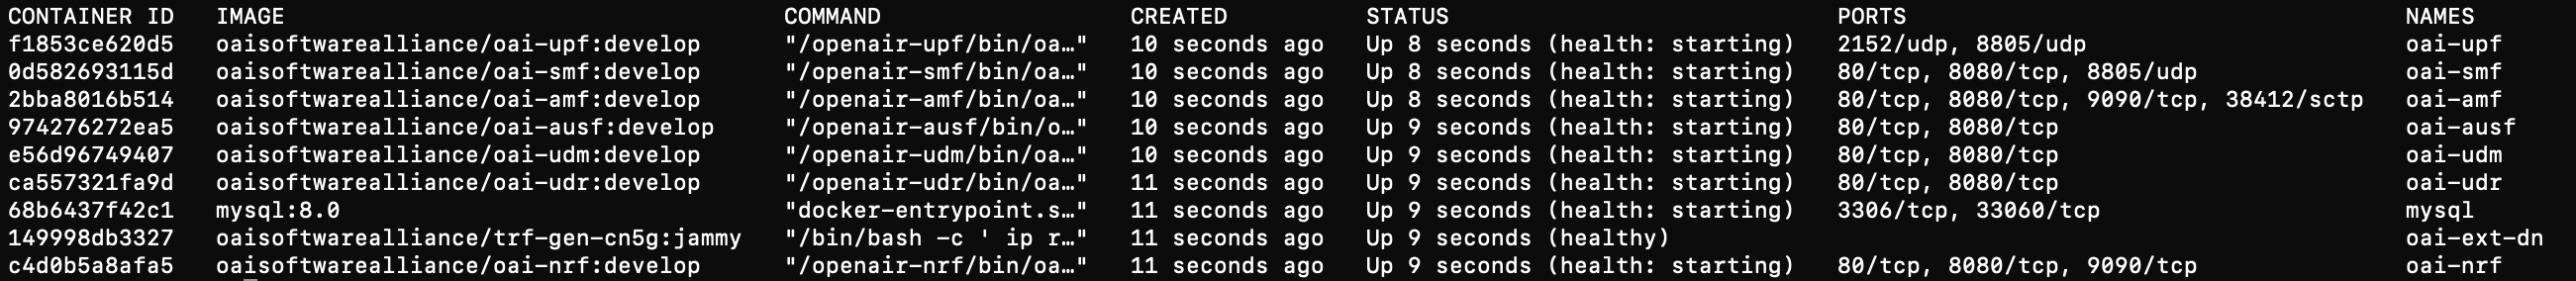 CONTAINER ID   IMAGE                                  COMMAND                  CREATED          STATUS                             PORTS                                    NAMES
f1853ce620d5   oaisoftwarealliance/oai-upf:develop    "/openair-upf/bin/oa…"   10 seconds ago   Up 8 seconds (health: starting)   2152/udp, 8805/udp                       oai-upf
0d582693115d   oaisoftwarealliance/oai-smf:develop    "/openair-smf/bin/oa…"   10 seconds ago   Up 8 seconds (health: starting)   80/tcp, 8080/tcp, 8805/udp               oai-smf
2bba8016b514   oaisoftwarealliance/oai-amf:develop    "/openair-amf/bin/oa…"   10 seconds ago   Up 8 seconds (health: starting)   80/tcp, 8080/tcp, 9090/tcp, 38412/sctp   oai-amf
974276272ea5   oaisoftwarealliance/oai-ausf:develop   "/openair-ausf/bin/o…"   10 seconds ago   Up 9 seconds (health: starting)   80/tcp, 8080/tcp                         oai-ausf
e56d96749407   oaisoftwarealliance/oai-udm:develop    "/openair-udm/bin/oa…"   10 seconds ago   Up 9 seconds (health: starting)   80/tcp, 8080/tcp                         oai-udm
ca557321fa9d   oaisoftwarealliance/oai-udr:develop    "/openair-udr/bin/oa…"   11 seconds ago   Up 9 seconds (health: starting)   80/tcp, 8080/tcp                         oai-udr
68b6437f42c1   mysql:8.0                              "docker-entrypoint.s…"   11 seconds ago   Up 9 seconds (health: starting)   3306/tcp, 33060/tcp                      mysql
149998db3327   oaisoftwarealliance/trf-gen-cn5g:jammy   "/bin/bash -c ' ip r…"   11 seconds ago   Up 9 seconds (healthy)                                                     oai-ext-dn
c4d0b5a8afa5   oaisoftwarealliance/oai-nrf:develop    "/openair-nrf/bin/oa…"   11 seconds ago   Up 9 seconds (health: starting)   80/tcp, 8080/tcp, 9090/tcp               oai-nrf